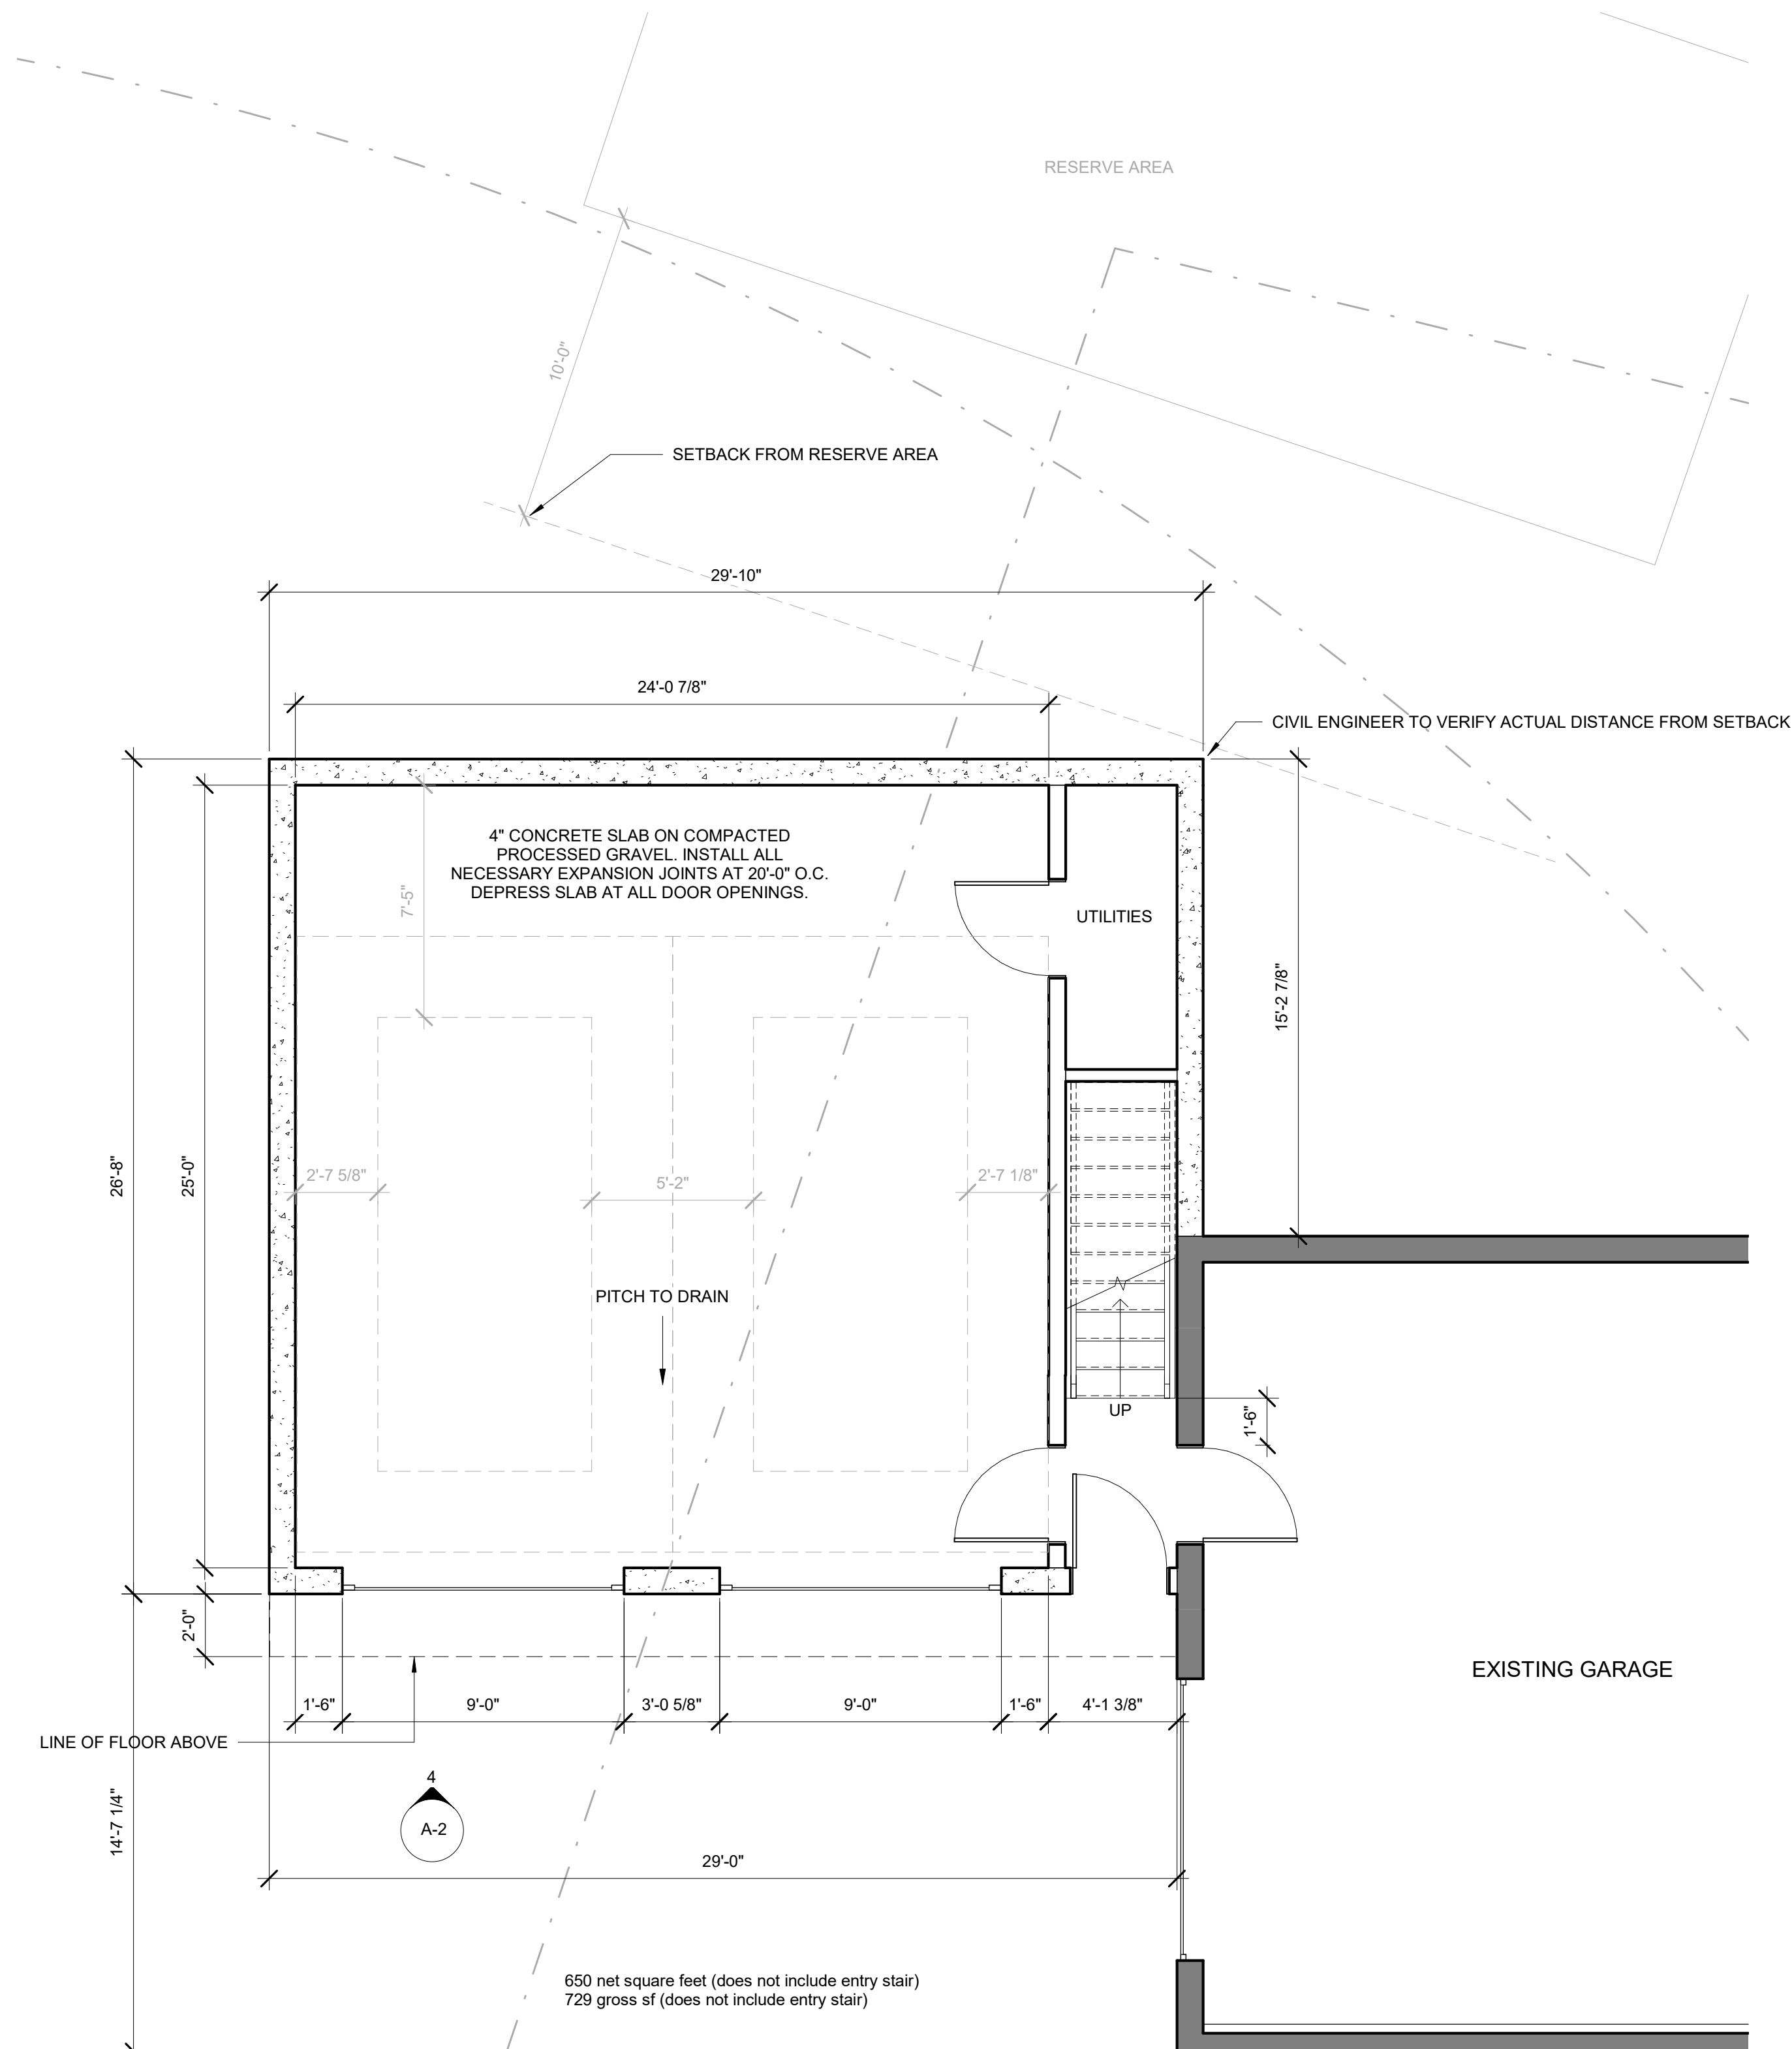 RESERVE AREA
10'-0"
SETBACK FROM RESERVE AREA
29'-10"
24'-0 7/8"
CIVIL ENGINEER TO VERIFY ACTUAL DISTANCE FROM SETBACK
4" CONCRETE SLAB ON COMPACTED
PROCESSED GRAVEL. INSTALL ALL
NECESSARY EXPANSION JOINTS AT 20'-0" O.C.
DEPRESS SLAB AT ALL DOOR OPENINGS.
7'-5"
UTILITIES
15'-2 7/8"
26'-8"
25'-0"
2'-7 5/8"
5'-2"
2'-7 1/8"
PITCH TO DRAIN
UP
1'-6"
2'-0"
EXISTING GARAGE
1'-6"
9'-0"
3'-0 5/8"
9'-0"
1'-6"
4'-1 3/8"
LINE OF FLOOR ABOVE
4
A-2
14'-7 1/4"
29'-0"
650 net square feet (does not include entry stair)
729 gross sf (does not include entry stair)